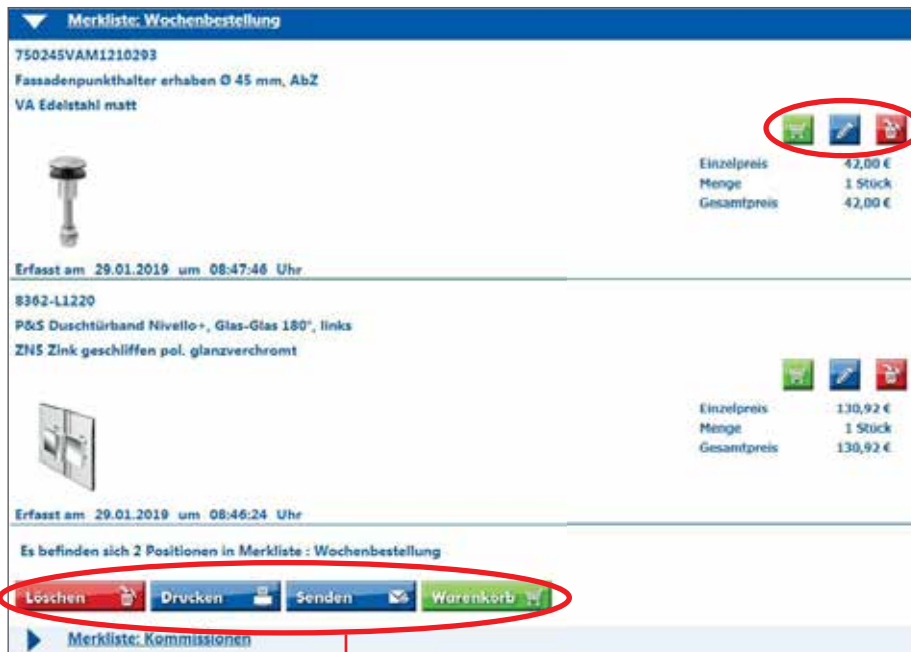 Merkliste: Wochenbestellung
750245VAM1210293
Fassadenpunkthalter erhaben Ø 45 mm, AbZ
VA Edelstahl matt
Einzelpreis 42,00 €
Menge 1 Stück
Gesamtpreis 42,00 €
Erfasst am 29.01.2019 um 08:47:46 Uhr
8362-L1220
P&S Duschtürband Nivello+, Glas-Glas 180°, links
ZN5 Zink geschliffen pol. glanzverchromt
Einzelpreis 130,92 €
Menge 1 Stück
Gesamtpreis 130,92 €
Erfasst am 29.01.2019 um 08:46:24 Uhr
Es befinden sich 2 Positionen in Merkliste : Wochenbestellung
Löschen Drucken Senden Warenkorb
Merkliste: Kommissionen